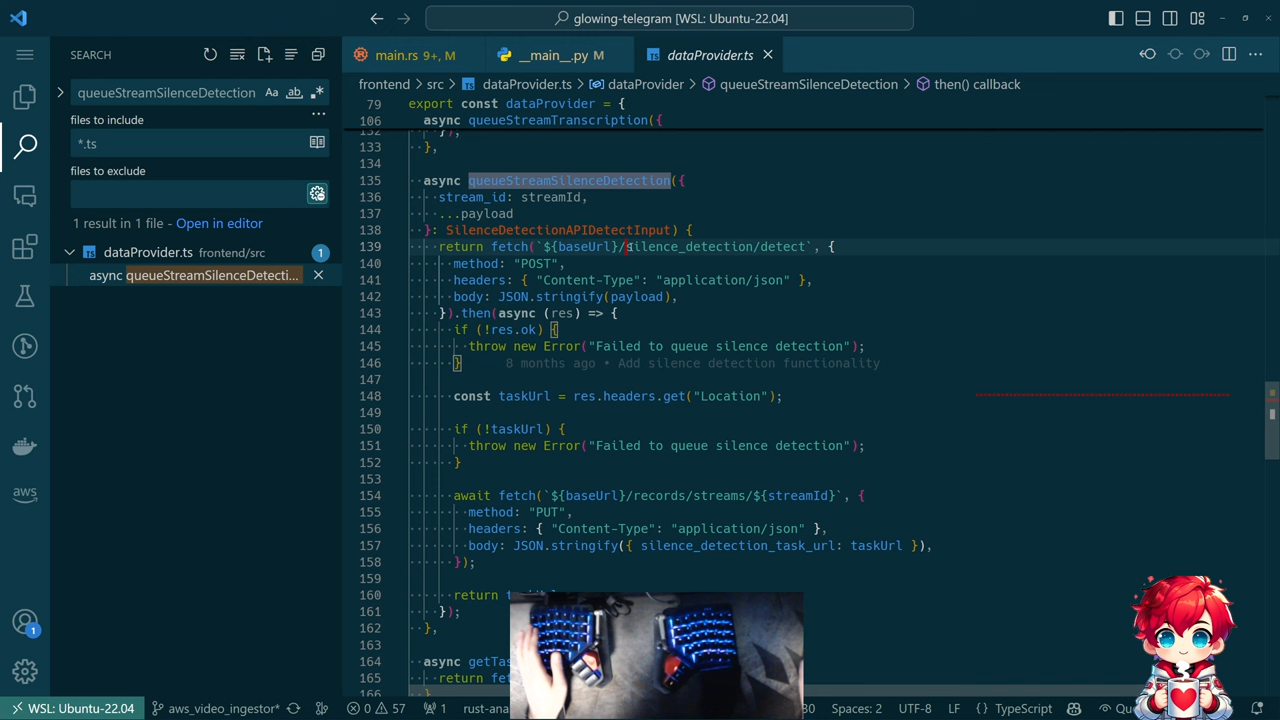 glowing-telegram [WSL: Ubuntu-22.04]
SEARCH
queueStreamSilenceDetection
Aa
ab
files to include
*.ts
files to exclude
1 result in 1 file - Open in editor
dataProvider.ts frontend/src
1
async queueStreamSilenceDetecti...
main.rs 9+, M
__main__.py M
dataProvider.ts
frontend > src > dataProvider.ts > dataProvider > queueStreamSilenceDetection > then() callback
79 export const dataProvider = {
106 async queueStreamTranscription({
132 });
133 },
134
135 async queueStreamSilenceDetection({
136 stream_id: streamId,
137 ...payload
138 }: SilenceDetectionAPIDetectInput) {
139 return fetch(`${baseUrl}/silence_detection/detect`, {
140 method: "POST",
141 headers: { "Content-Type": "application/json" },
142 body: JSON.stringify(payload),
143 }).then(async (res) => {
144 if (!res.ok) {
145 throw new Error("Failed to queue silence detection");
146 } 8 months ago • Add silence detection functionality
147
148 const taskUrl = res.headers.get("Location");
149
150 if (!taskUrl) {
151 throw new Error("Failed to queue silence detection");
152 }
153
154 await fetch(`${baseUrl}/records/streams/${streamId}`, {
155 method: "PUT",
156 headers: { "Content-Type": "application/json" },
157 body: JSON.stringify({ silence_detection_task_url: taskUrl }),
158 });
159
160 return
161 });
162 },
163
164 async
165 return
166 }
aws
1
WSL: Ubuntu-22.04
aws_video_ingestor*
0 57
1
rust-ana
30
Spaces: 2
UTF-8
LF
{ } TypeScript